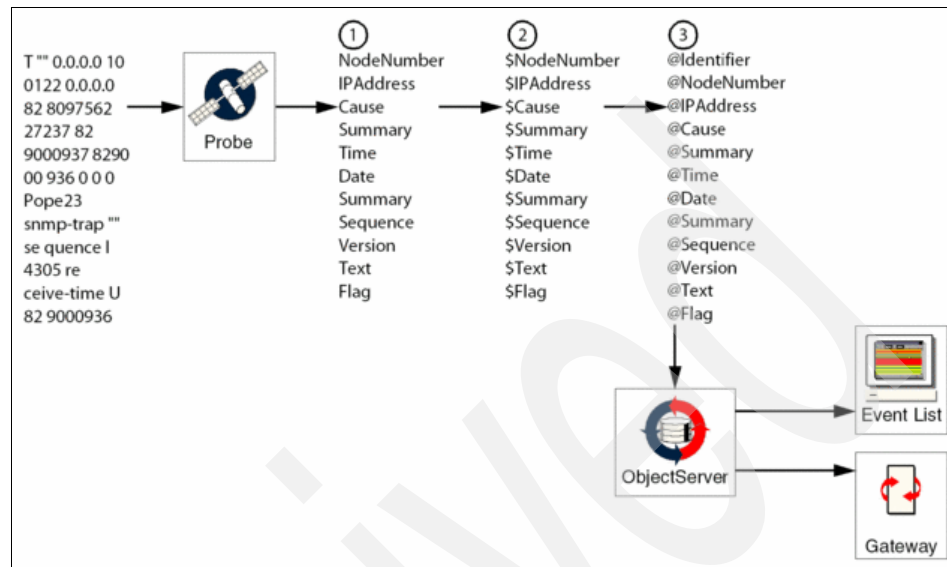 T "" 0.0.0.0 10
0122 0.0.0.0
82 8097562
27237 82
9000937 8290
00 936 0 0 0
Pope23
snmp-trap ""
se quence I
4305 re
ceive-time U
82 9000936
Probe
1
NodeNumber
IPAddress
Cause
Summary
Time
Date
Summary
Sequence
Version
Text
Flag
2
$NodeNumber
$IPAddress
$Cause
$Summary
$Time
$Date
$Summary
$Sequence
$Version
$Text
$Flag
3
@Identifier
@NodeNumber
@IPAddress
@Cause
@Summary
@Time
@Date
@Summary
@Sequence
@Version
@Text
@Flag
ObjectServer
Event List
Gateway